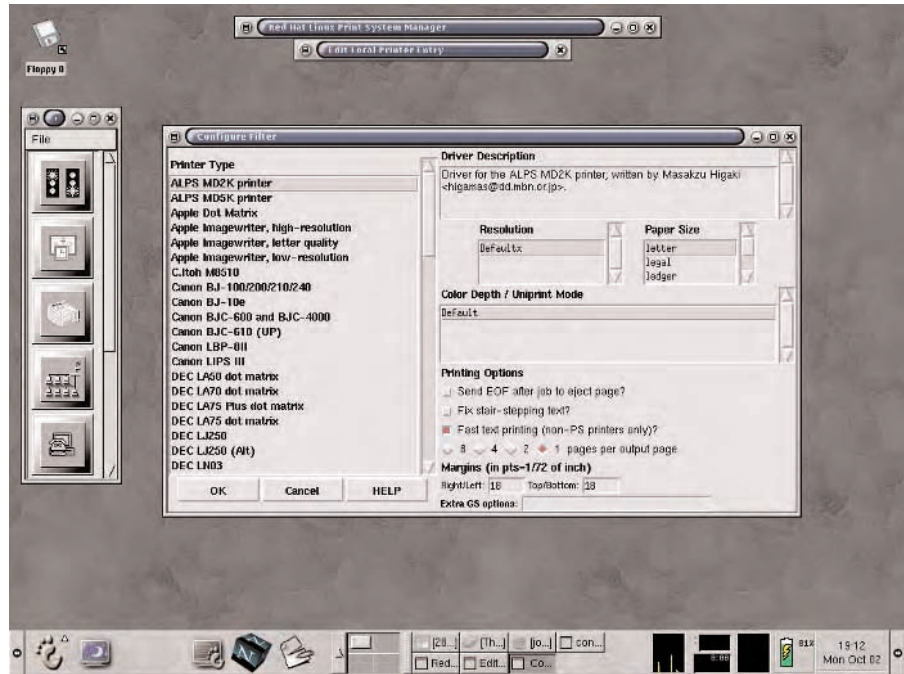 Red Hat Linux Print System Manager
Edit Local Printer Entry
Floppy 0
File
Configure Filter
Printer Type
ALPS MD2K printer
ALPS MD5K printer
Apple Dot Matrix
Apple Imagewriter, high-resolution
Apple Imagewriter, letter quality
Apple Imagewriter, low-resolution
C.Itoh M8510
Canon BJ-100/200/210/240
Canon BJ-10e
Canon BJC-600 and BJC-4000
Canon BJC-610 (UP)
Canon LBP-8II
Canon LIPS III
DEC LA50 dot matrix
DEC LA70 dot matrix
DEC LA75 Plus dot matrix
DEC LA75 dot matrix
DEC LJ250
DEC LJ250 (Alt)
DEC LN03
OK
Cancel
HELP
Driver Description
Driver for the ALPS MD2K printer, written by Masakzu Higaki
<higamas@dd.mbn.or.jp>.
Resolution
Defaultx
Paper Size
letter
legal
ledger
Color Depth / Uniprint Mode
Default
Printing Options
Send EOF after job to eject page?
Fix stair-stepping text?
Fast text printing (non-PS printers only)?
8 4 2 1 pages per output page
Margins (in pts=1/72 of inch)
Right/Left: 18 Top/Bottom: 18
Extra GS options:
[28...] [Th...] [jo...] con...
Red... Edit... Co...
81%
19:12
Mon Oct 02